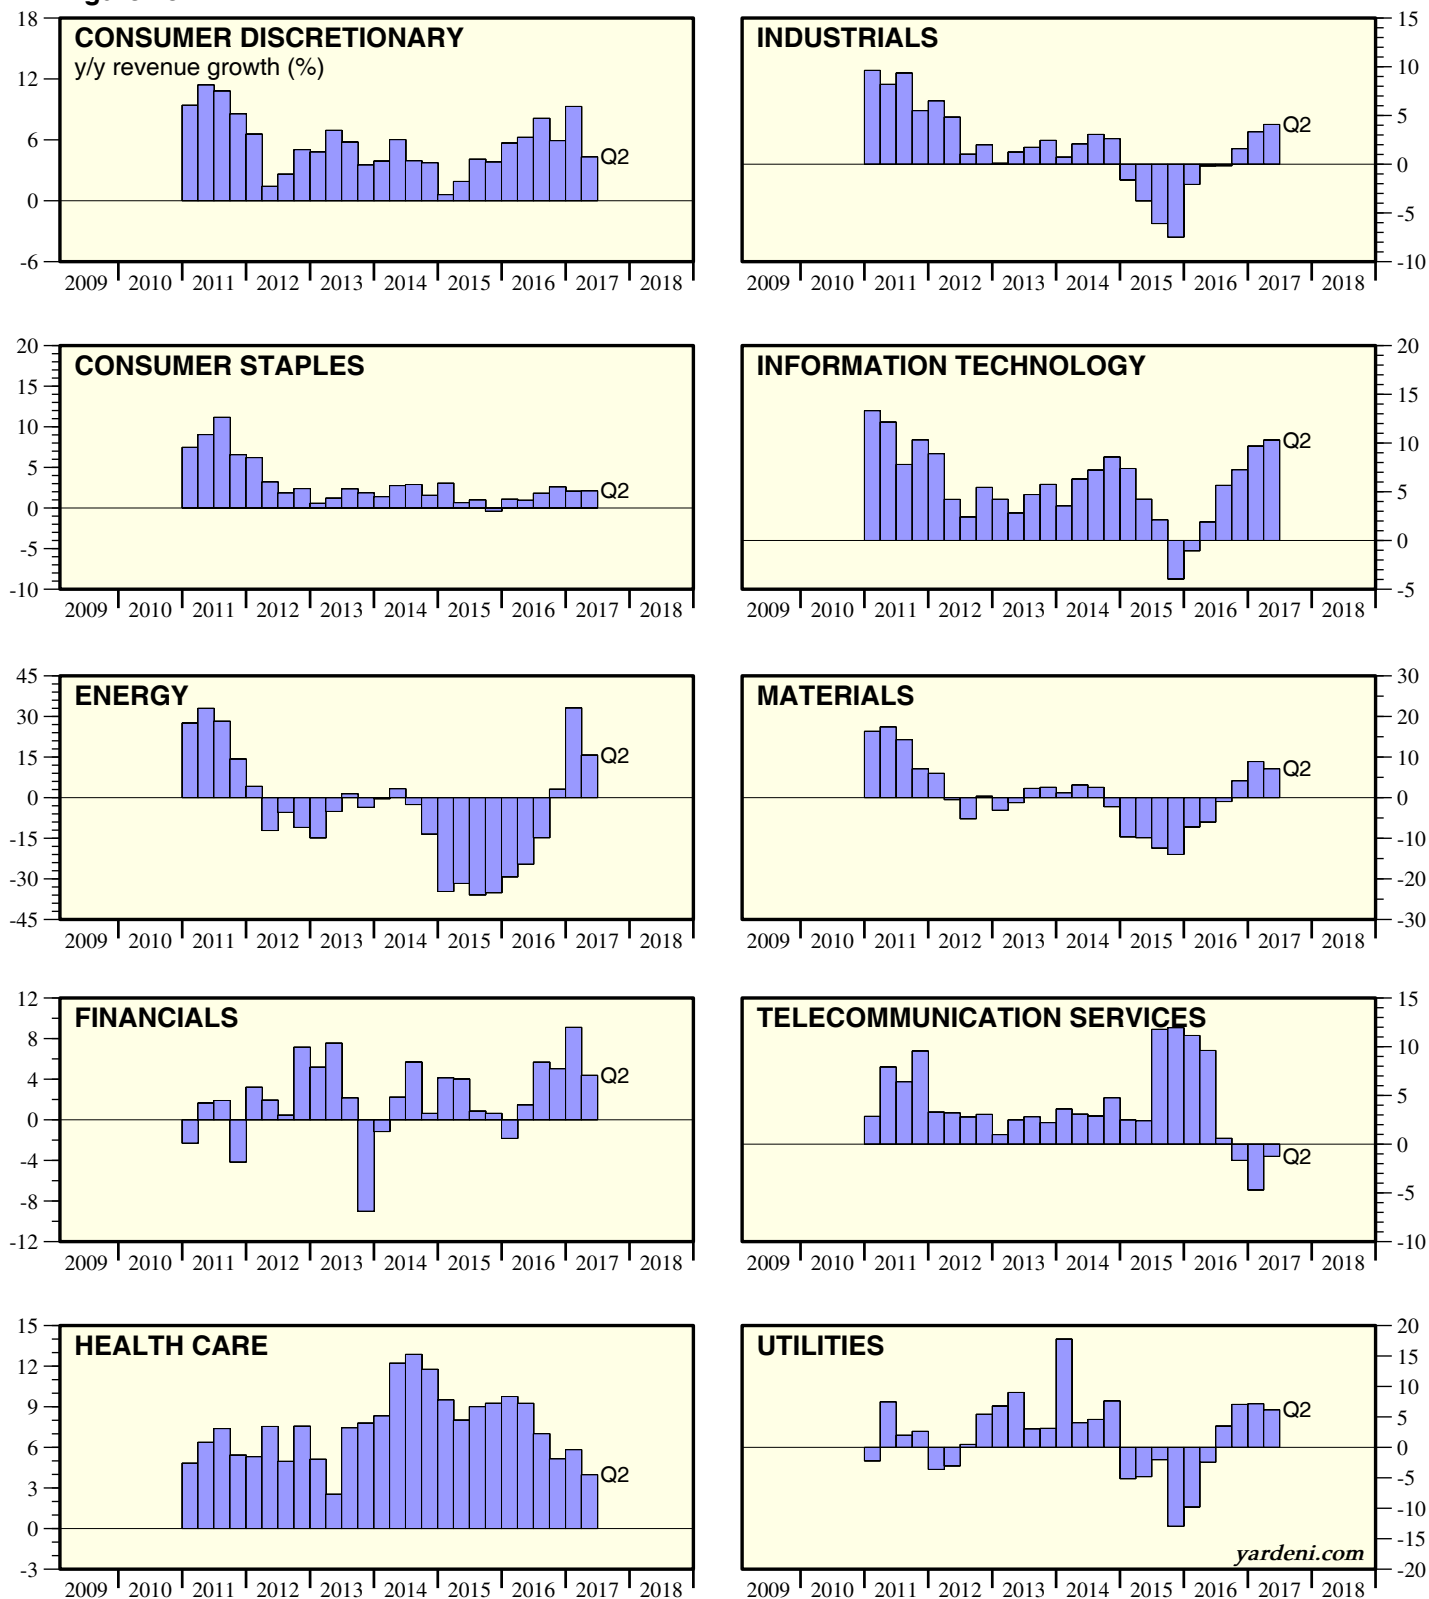 CONSUMER DISCRETIONARY
y/y revenue growth (%)
18
12
6
0
-6
Q2
2009 2010 2011 2012 2013 2014 2015 2016 2017 2018
INDUSTRIALS
15
10
5
0
-5
-10
Q2
2009 2010 2011 2012 2013 2014 2015 2016 2017 2018
CONSUMER STAPLES
20
15
10
5
0
-5
-10
Q2
2009 2010 2011 2012 2013 2014 2015 2016 2017 2018
INFORMATION TECHNOLOGY
20
15
10
5
0
-5
Q2
2009 2010 2011 2012 2013 2014 2015 2016 2017 2018
ENERGY
45
30
15
0
-15
-30
-45
Q2
2009 2010 2011 2012 2013 2014 2015 2016 2017 2018
MATERIALS
30
20
10
0
-10
-20
-30
Q2
2009 2010 2011 2012 2013 2014 2015 2016 2017 2018
FINANCIALS
12
8
4
0
-4
-8
-12
Q2
2009 2010 2011 2012 2013 2014 2015 2016 2017 2018
TELECOMMUNICATION SERVICES
15
10
5
0
-5
-10
Q2
2009 2010 2011 2012 2013 2014 2015 2016 2017 2018
HEALTH CARE
15
12
9
6
3
0
-3
Q2
2009 2010 2011 2012 2013 2014 2015 2016 2017 2018
UTILITIES
20
15
10
5
0
-5
-10
-15
-20
Q2
yardeni.com
2009 2010 2011 2012 2013 2014 2015 2016 2017 2018